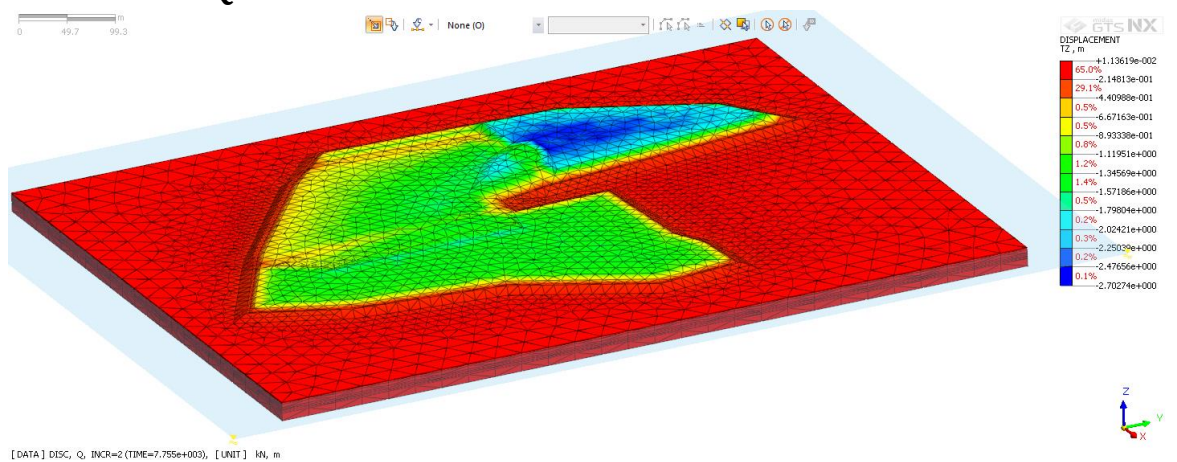 Q
m
0 49.7 99.3
None (O)
midas
GTS NX
DISPLACEMENT
TZ , m
+1.13619e-002
65.0%
-2.14813e-001
29.1%
-4.40988e-001
0.5%
-6.67163e-001
0.5%
-8.93338e-001
0.8%
-1.11951e+000
1.2%
-1.34569e+000
1.4%
-1.57186e+000
0.5%
-1.79804e+000
0.2%
-2.02421e+000
0.3%
-2.25039e+000
0.2%
-2.47656e+000
0.1%
-2.70274e+000
Z
Y
X
[ DATA ] DISC, Q, INCR=2 (TIME=7.755e+003), [ UNIT ] kN, m